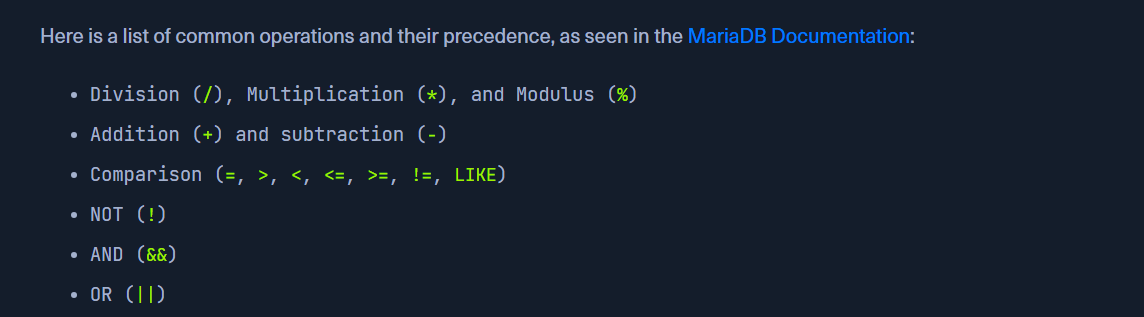 Here is a list of common operations and their precedence, as seen in the MariaDB Documentation:
• Division (/), Multiplication (*), and Modulus (%)
• Addition (+) and subtraction (-)
• Comparison (=, >, <, <=, >=, !=, LIKE)
• NOT (!)
• AND (&&)
• OR (||)